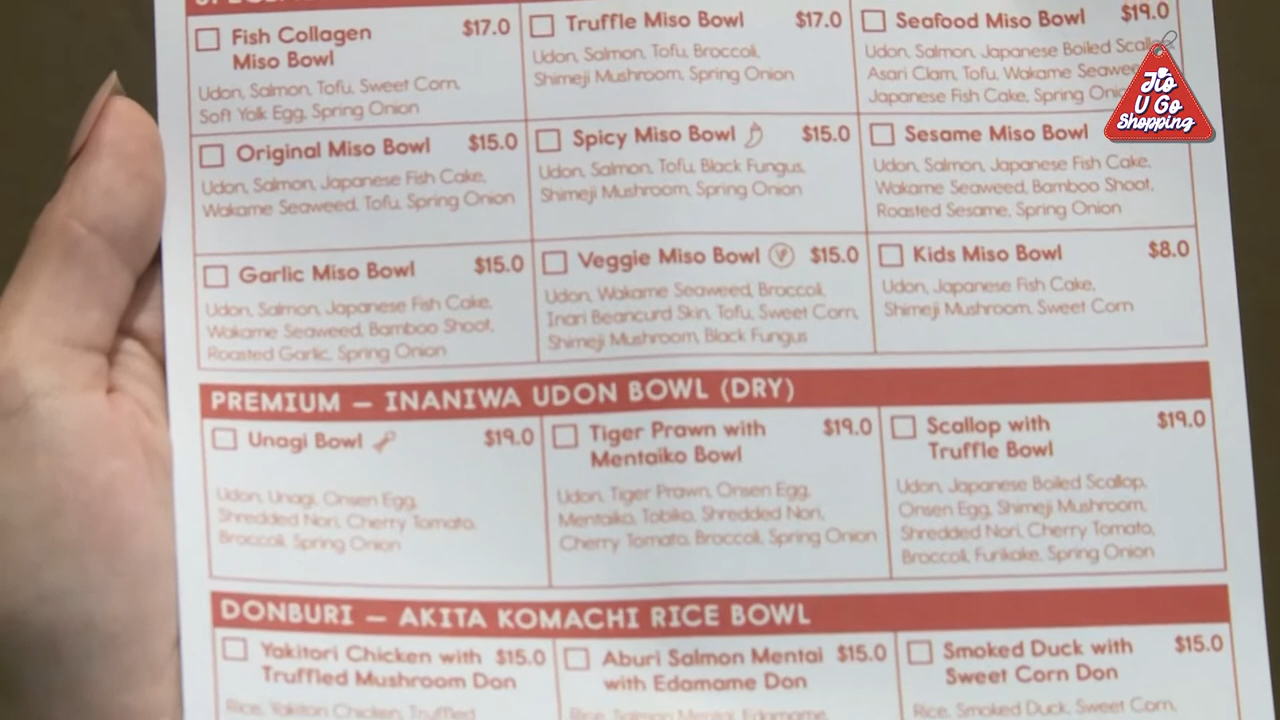 Fish Collagen
Miso Bowl
$17.0
Udon, Salmon, Tofu, Sweet Corn,
Soft Yolk Egg, Spring Onion
Truffle Miso Bowl $17.0
Udon, Salmon, Tofu, Broccoli,
Shimeji Mushroom, Spring Onion
Seafood Miso Bowl $19.0
Udon, Salmon, Japanese Boiled
Asari Clam, Tofu, Wakame
Japanese Fish Cake, Spring
Jio
U Go
Shopping
Original Miso Bowl $15.0
Udon, Salmon, Japanese Fish Cake,
Wakame Seaweed, Tofu, Spring Onion
Spicy Miso Bowl $15.0
Udon, Salmon, Tofu, Black Fungus,
Shimeji Mushroom, Spring Onion
Sesame Miso Bowl
Udon, Salmon, Japanese Fish Cake,
Wakame Seaweed, Bamboo Shoot,
Roasted Sesame, Spring Onion
Garlic Miso Bowl $15.0
Udon, Salmon, Japanese Fish Cake,
Wakame Seaweed, Bamboo Shoot,
Roasted Garlic, Spring Onion
Veggie Miso Bowl V $15.0
Udon, Wakame Seaweed, Broccoli,
Inari Beancurd Skin, Tofu, Sweet Corn,
Shimeji Mushroom, Black Fungus
Kids Miso Bowl $8.0
Udon, Japanese Fish Cake,
Shimeji Mushroom, Sweet Corn
PREMIUM — INANIWA UDON BOWL (DRY)
Unagi Bowl $19.0
Udon, Unagi, Onsen Egg,
Shredded Nori, Cherry Tomato,
Broccoli, Spring Onion
Tiger Prawn with $19.0
Mentaiko Bowl
Udon, Tiger Prawn, Onsen Egg,
Mentaiko, Tobiko, Shredded Nori,
Cherry Tomato, Broccoli, Spring Onion
Scallop with $19.0
Truffle Bowl
Udon, Japanese Boiled Scallop,
Onsen Egg, Shimeji Mushroom,
Shredded Nori, Cherry Tomato,
Broccoli, Furikake, Spring Onion
DONBURI — AKITA KOMACHI RICE BOWL
Yakitori Chicken with $15.0
Truffled Mushroom Don
Rice, Yakitori Chicken, Truffled
Aburi Salmon Mentai $15.0
with Edamame Don
Rice, Salmon Mentai, Edamame,
Smoked Duck with $15.0
Sweet Corn Don
Rice, Smoked Duck, Sweet Corn,